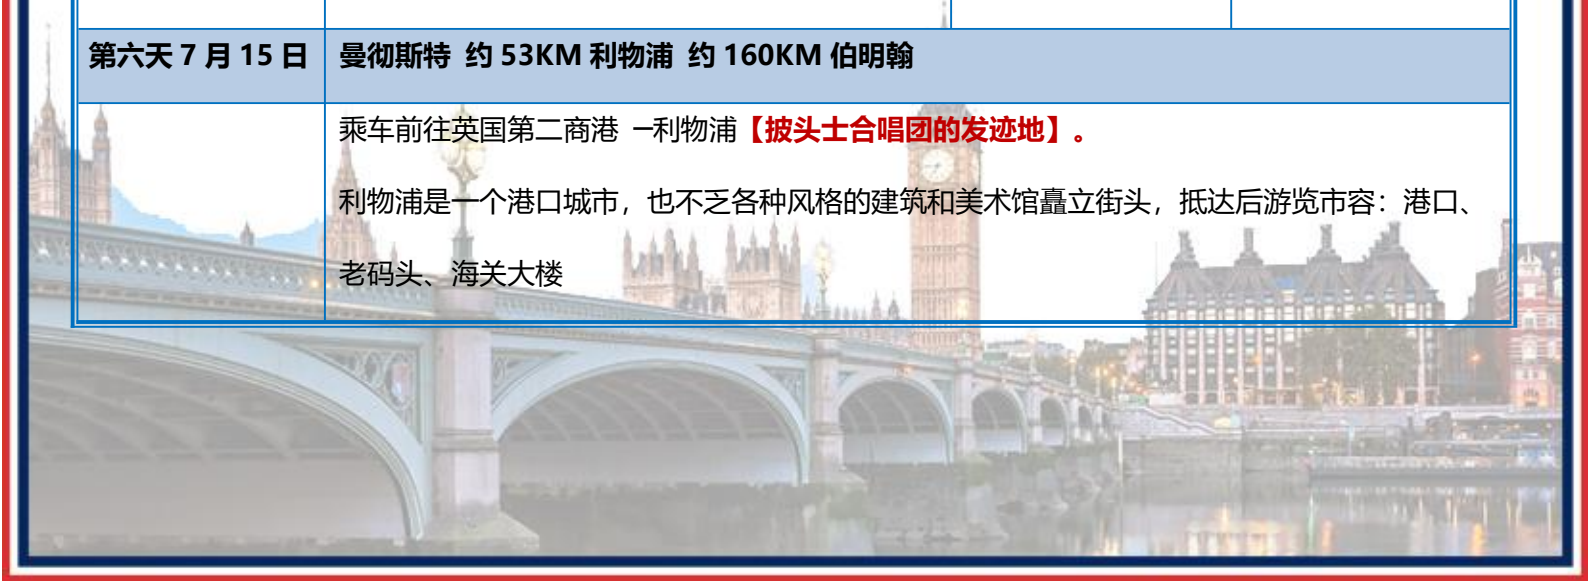 第六天 7 月 15 日
曼彻斯特 约 53KM 利物浦 约 160KM 伯明翰
乘车前往英国第二商港 —利物浦【披头士合唱团的发迹地】。
利物浦是一个港口城市，也不乏各种风格的建筑和美术馆矗立街头，抵达后游览市容：港口、
老码头、海关大楼